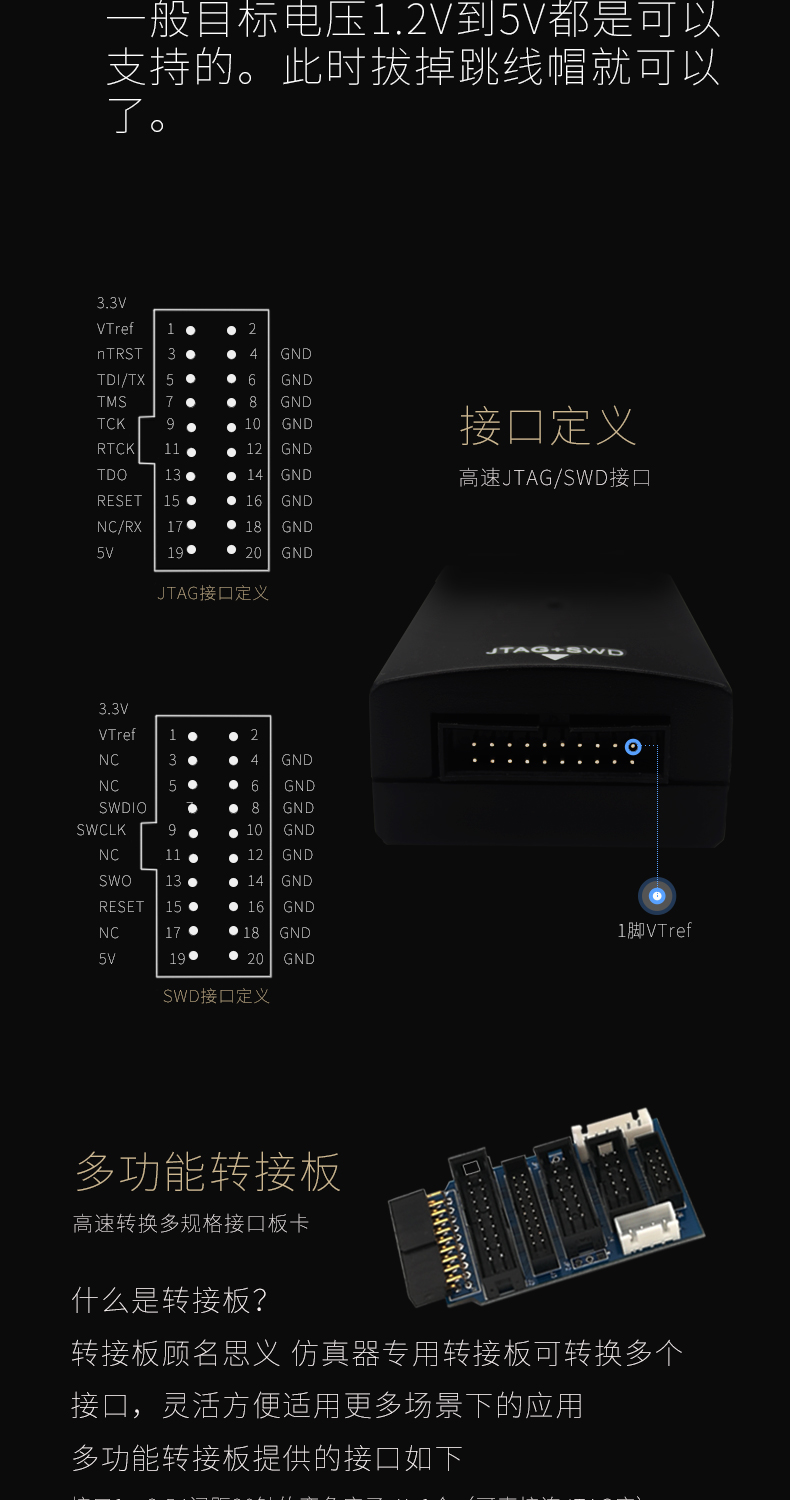 一般目标电压1.2V到5V都是可以
支持的。此时拔掉跳线帽就可以
了。
3.3V
VTref 1 2
nTRST 3 4 GND
TDI/TX 5 6 GND
TMS 7 8 GND
TCK 9 10 GND
RTCK 11 12 GND
TDO 13 14 GND
RESET 15 16 GND
NC/RX 17 18 GND
5V 19 20 GND
JTAG接口定义
接口定义
高速JTAG/SWD接口
JTAG+SWD
3.3V
VTref 1 2
NC 3 4 GND
NC 5 6 GND
SWDIO 7 8 GND
SWCLK 9 10 GND
NC 11 12 GND
SWO 13 14 GND
RESET 15 16 GND
NC 17 18 GND
5V 19 20 GND
SWD接口定义
1脚VTref
多功能转接板
高速转换多规格接口板卡
什么是转接板？
转接板顾名思义 仿真器专用转接板可转换多个
接口，灵活方便适用更多场景下的应用
多功能转接板提供的接口如下